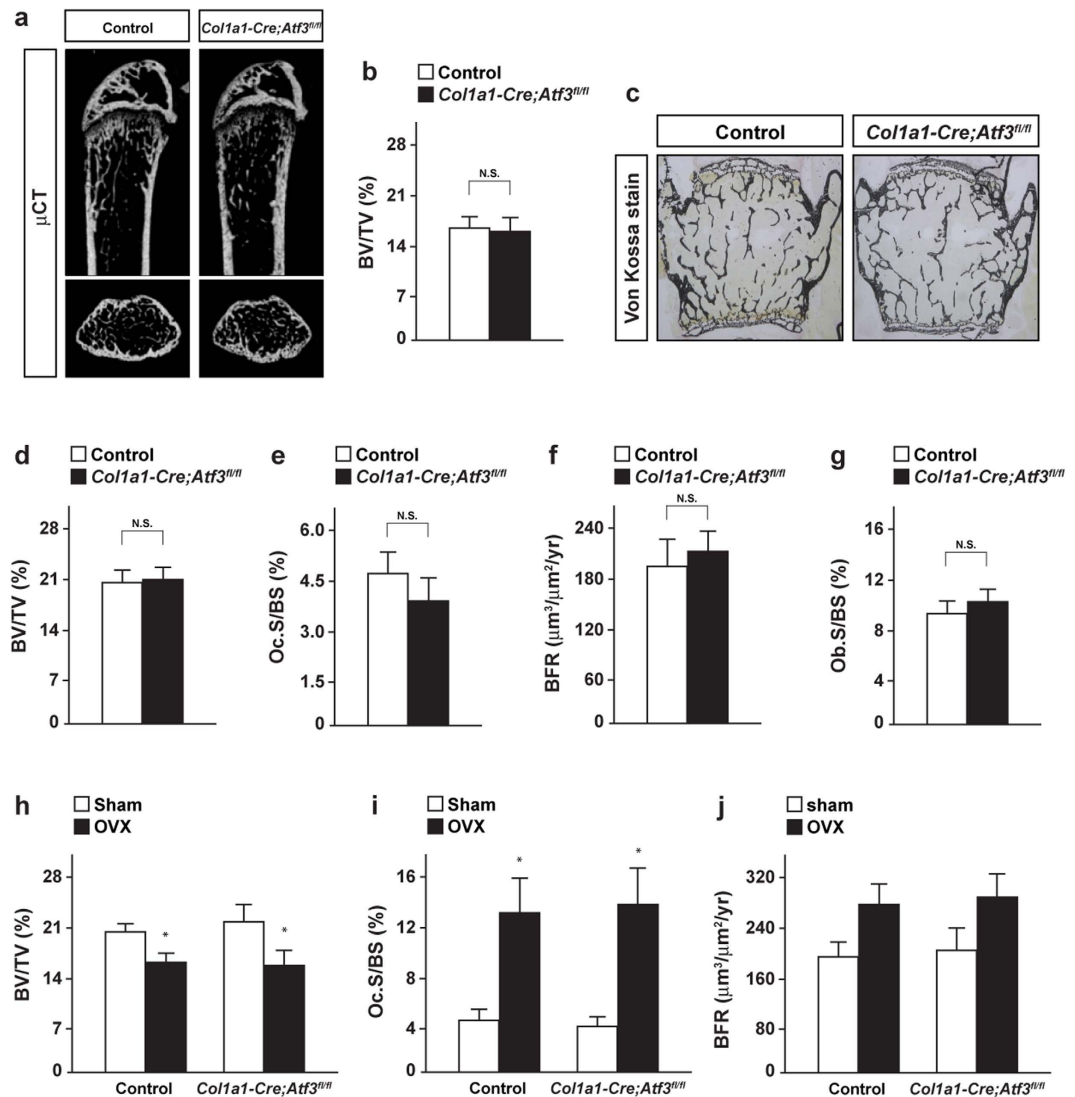 a
Control
Col1a1-Cre;Atf3fl/fl
μCT
b
Control
Col1a1-Cre;Atf3fl/fl
BV/TV (%)
28
21
14
7
0
N.S.
c
Control
Col1a1-Cre;Atf3fl/fl
Von Kossa stain
d
Control
Col1a1-Cre;Atf3fl/fl
BV/TV (%)
28
21
14
7
0
N.S.
e
Control
Col1a1-Cre;Atf3fl/fl
Oc.S/BS (%)
6.0
4.5
3.0
1.5
0
N.S.
f
Control
Col1a1-Cre;Atf3fl/fl
BFR (μm³/μm²/yr)
240
180
120
60
0
N.S.
g
Control
Col1a1-Cre;Atf3fl/fl
Ob.S/BS (%)
16
12
8
4
0
N.S.
h
Sham
OVX
BV/TV (%)
28
21
14
7
0
*
*
Control
Col1a1-Cre;Atf3fl/fl
i
Sham
OVX
Oc.S/BS (%)
16
12
8
4
0
*
*
Control
Col1a1-Cre;Atf3fl/fl
j
sham
OVX
BFR (μm³/μm²/yr)
320
240
160
80
0
Control
Col1a1-Cre;Atf3fl/fl